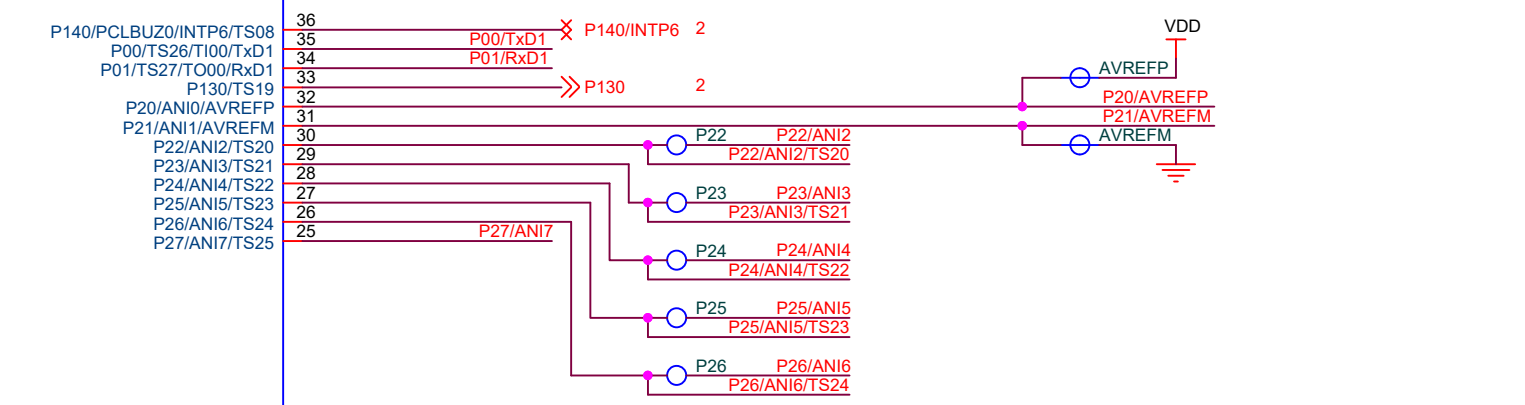 36
P140/PCLBUZ0/INTP6/TS08
P140/INTP6 2
35
P00/TS26/TI00/TxD1
P00/TxD1
34
P01/TS27/TO00/RxD1
P01/RxD1
33
P130/TS19
P130 2
32
P20/ANI0/AVREFP
P20/AVREFP
31
P21/ANI1/AVREFM
P21/AVREFM
VDD
AVREFP
AVREFM
30
P22/ANI2/TS20
P22 P22/ANI2
P22/ANI2/TS20
29
P23/ANI3/TS21
P23 P23/ANI3
P23/ANI3/TS21
28
P24/ANI4/TS22
P24 P24/ANI4
P24/ANI4/TS22
27
P25/ANI5/TS23
P25 P25/ANI5
P25/ANI5/TS23
26
P26/ANI6/TS24
P26 P26/ANI6
P26/ANI6/TS24
25
P27/ANI7/TS25
P27/ANI7